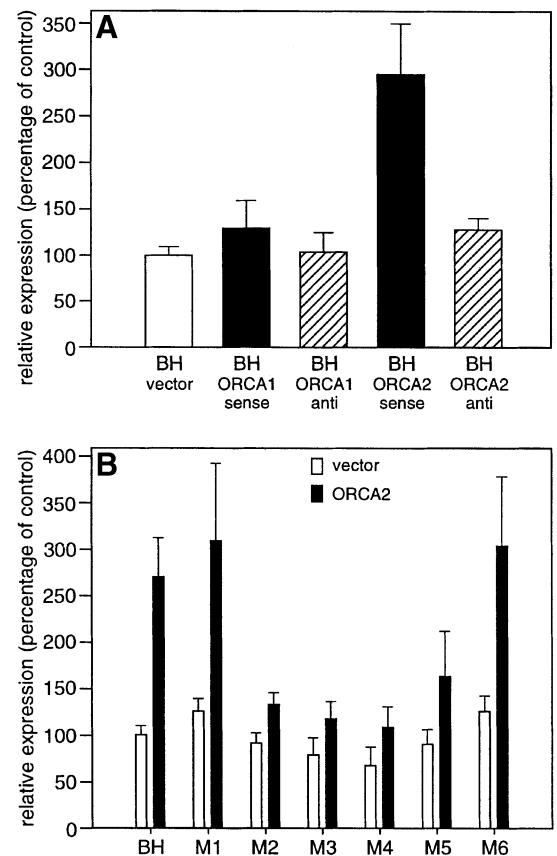 A
relative expression (percentage of control)
350
300
250
200
150
100
50
0
BH BH BH BH BH
vector ORCA1 ORCA1 ORCA2 ORCA2
sense anti sense anti
B
vector
ORCA2
relative expression (percentage of control)
400
350
300
250
200
150
100
50
0
BH M1 M2 M3 M4 M5 M6